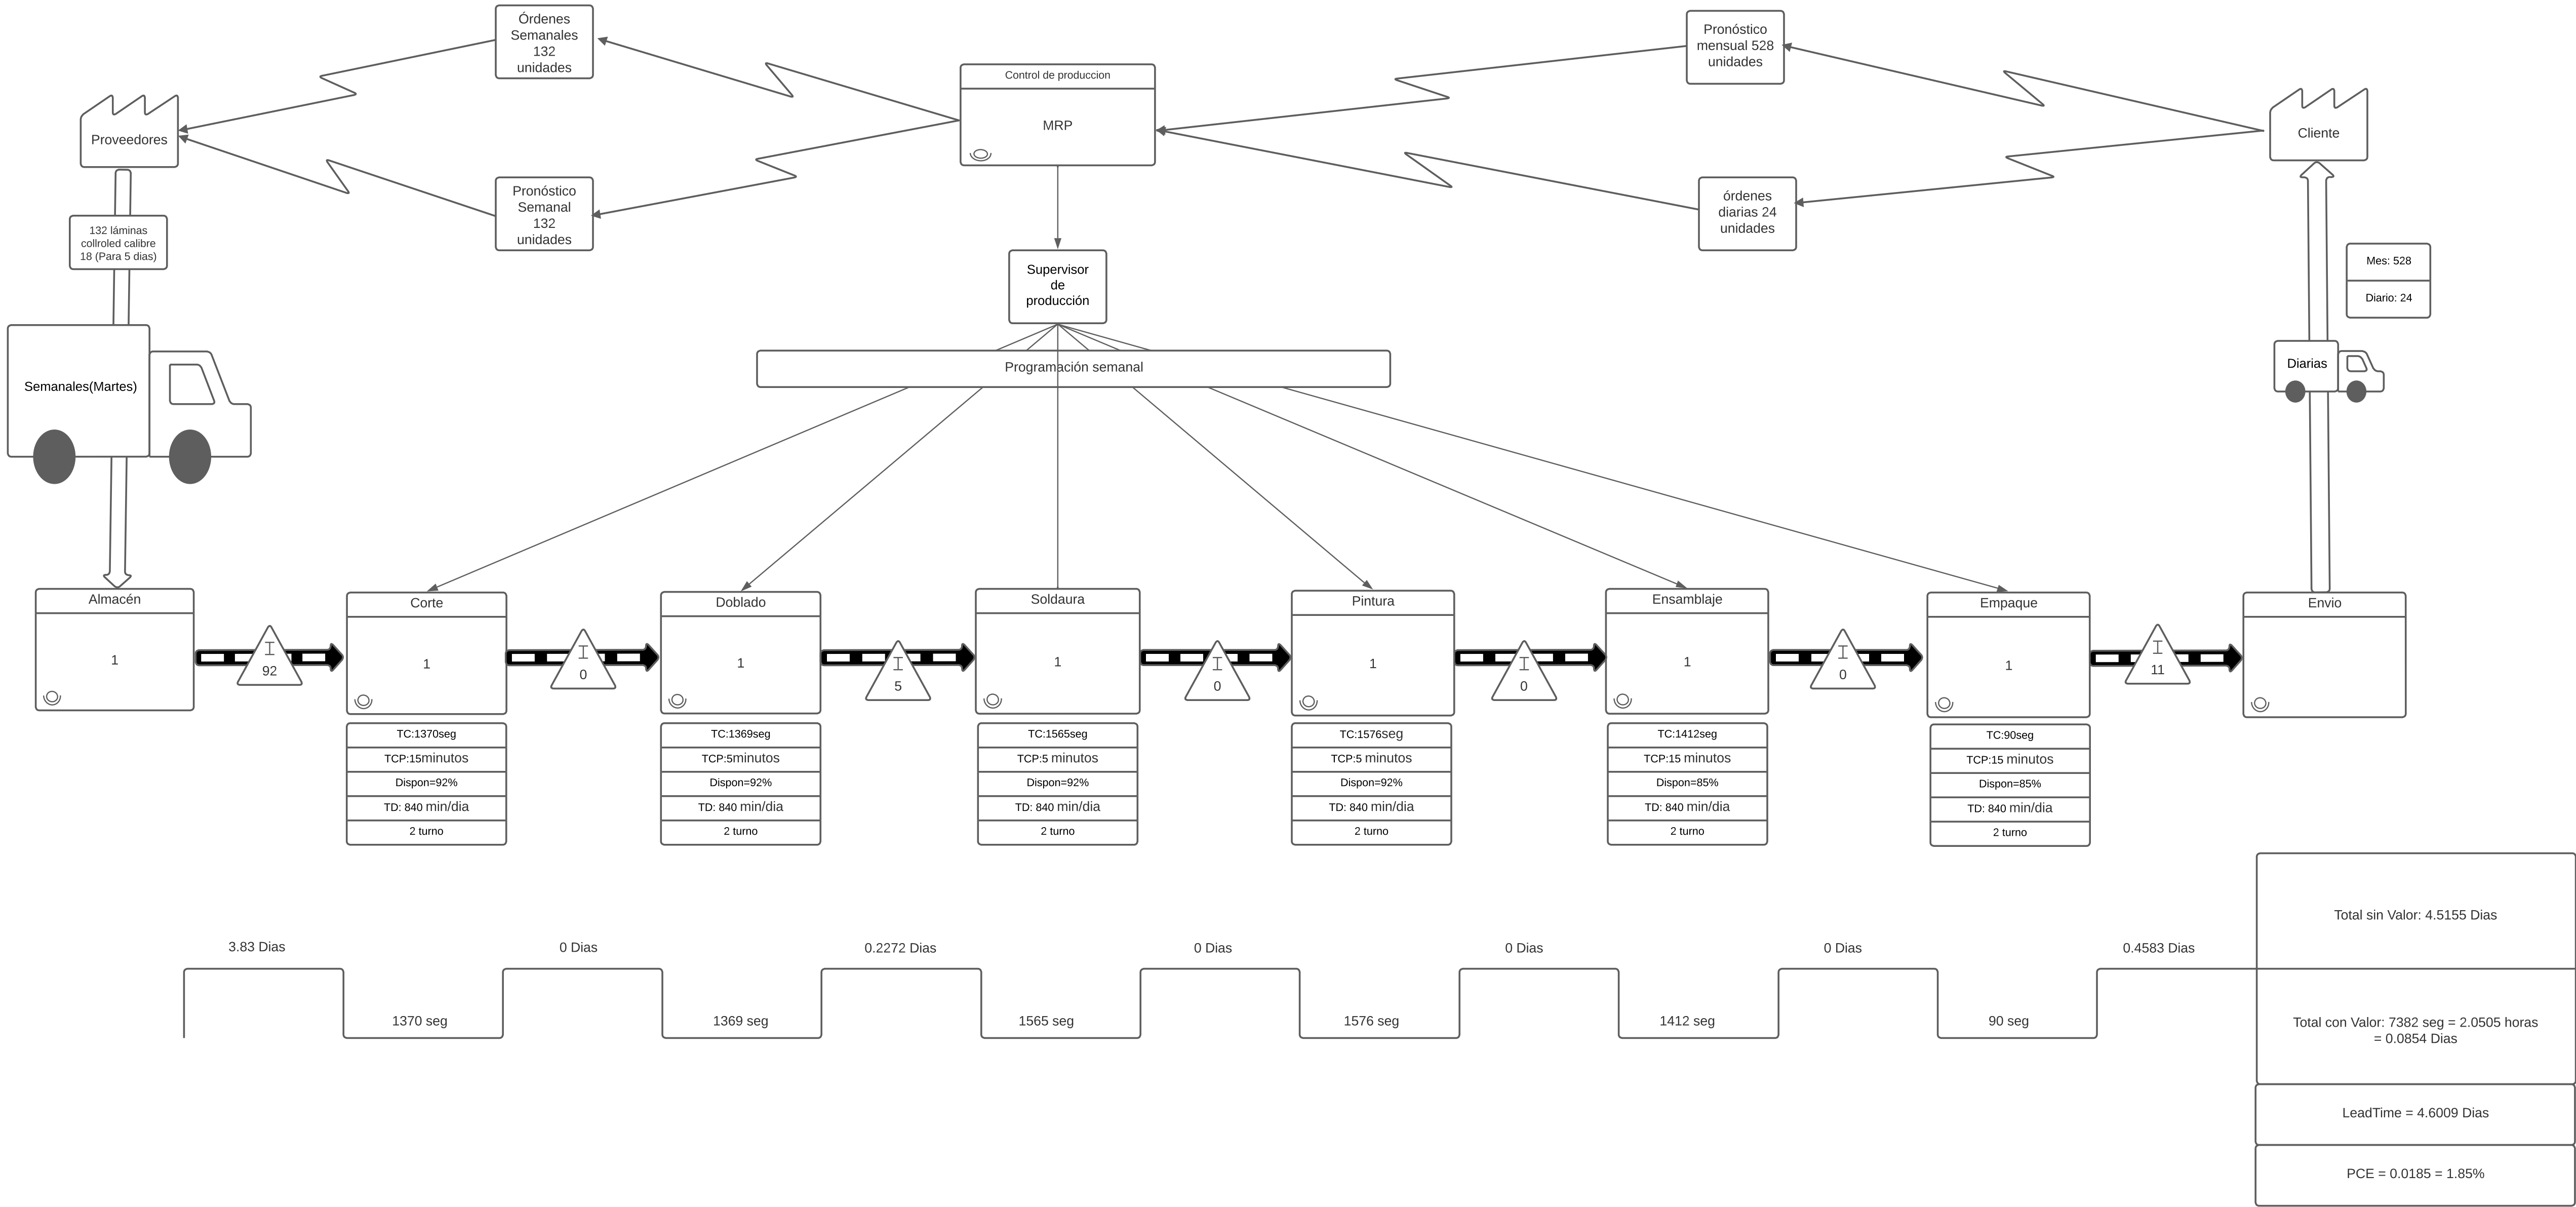 Órdenes
Semanales
132
unidades
Pronóstico
mensual 528
unidades
Control de produccion
MRP
Proveedores
Cliente
Pronóstico
Semanal
132
unidades
órdenes
diarias 24
unidades
132 láminas
collroled calibre
18 (Para 5 dias)
Supervisor
de
producción
Mes: 528
Diario: 24
Semanales(Martes)
Programación semanal
Diarias
Almacén
1
92
Corte
1
0
Doblado
1
5
Soldaura
1
0
Pintura
1
0
Ensamblaje
1
0
Empaque
1
11
Envio
TC:1370seg
TCP:15minutos
Dispon=92%
TD: 840 min/dia
2 turno
TC:1369seg
TCP:5minutos
Dispon=92%
TD: 840 min/dia
2 turno
TC:1565seg
TCP:5 minutos
Dispon=92%
TD: 840 min/dia
2 turno
TC:1576seg
TCP:5 minutos
Dispon=92%
TD: 840 min/dia
2 turno
TC:1412seg
TCP:15 minutos
Dispon=85%
TD: 840 min/dia
2 turno
TC:90seg
TCP:15 minutos
Dispon=85%
TD: 840 min/dia
2 turno
3.83 Dias
0 Dias
0.2272 Dias
0 Dias
0 Dias
0 Dias
0.4583 Dias
1370 seg
1369 seg
1565 seg
1576 seg
1412 seg
90 seg
Total sin Valor: 4.5155 Dias
Total con Valor: 7382 seg = 2.0505 horas
= 0.0854 Dias
LeadTime = 4.6009 Dias
PCE = 0.0185 = 1.85%